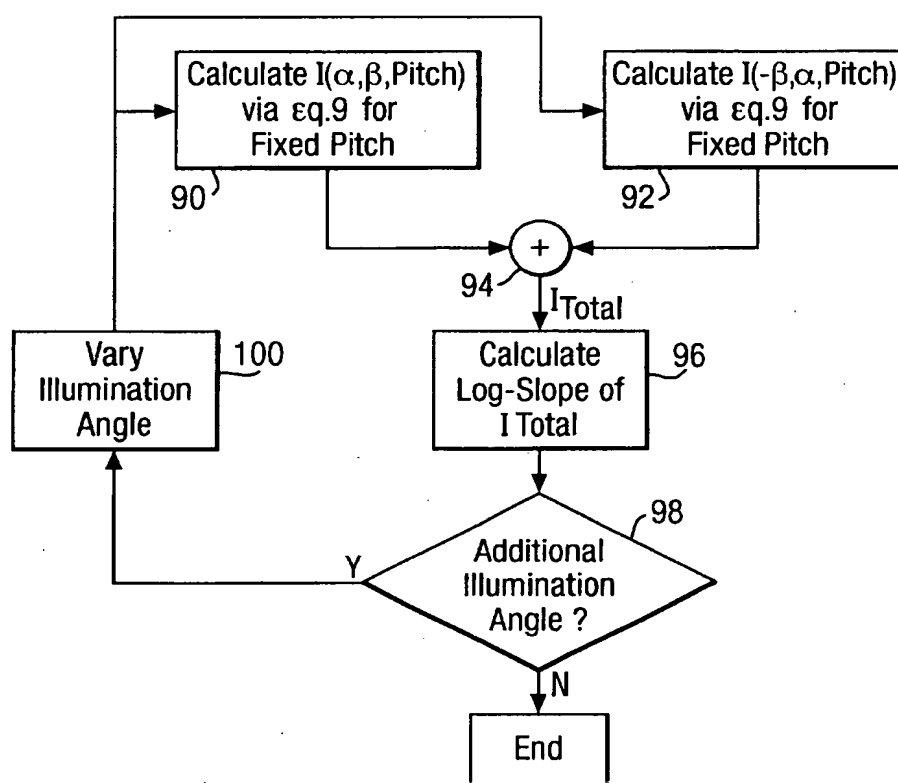 Calculate I(α,β,Pitch)
via εq.9 for
Fixed Pitch
90
Calculate I(-β,α,Pitch)
via εq.9 for
Fixed Pitch
92
+
94
I Total
Vary
Illumination
Angle
100
Calculate
Log-Slope of
I Total
96
98
Additional
Illumination
Angle ?
Y
N
End